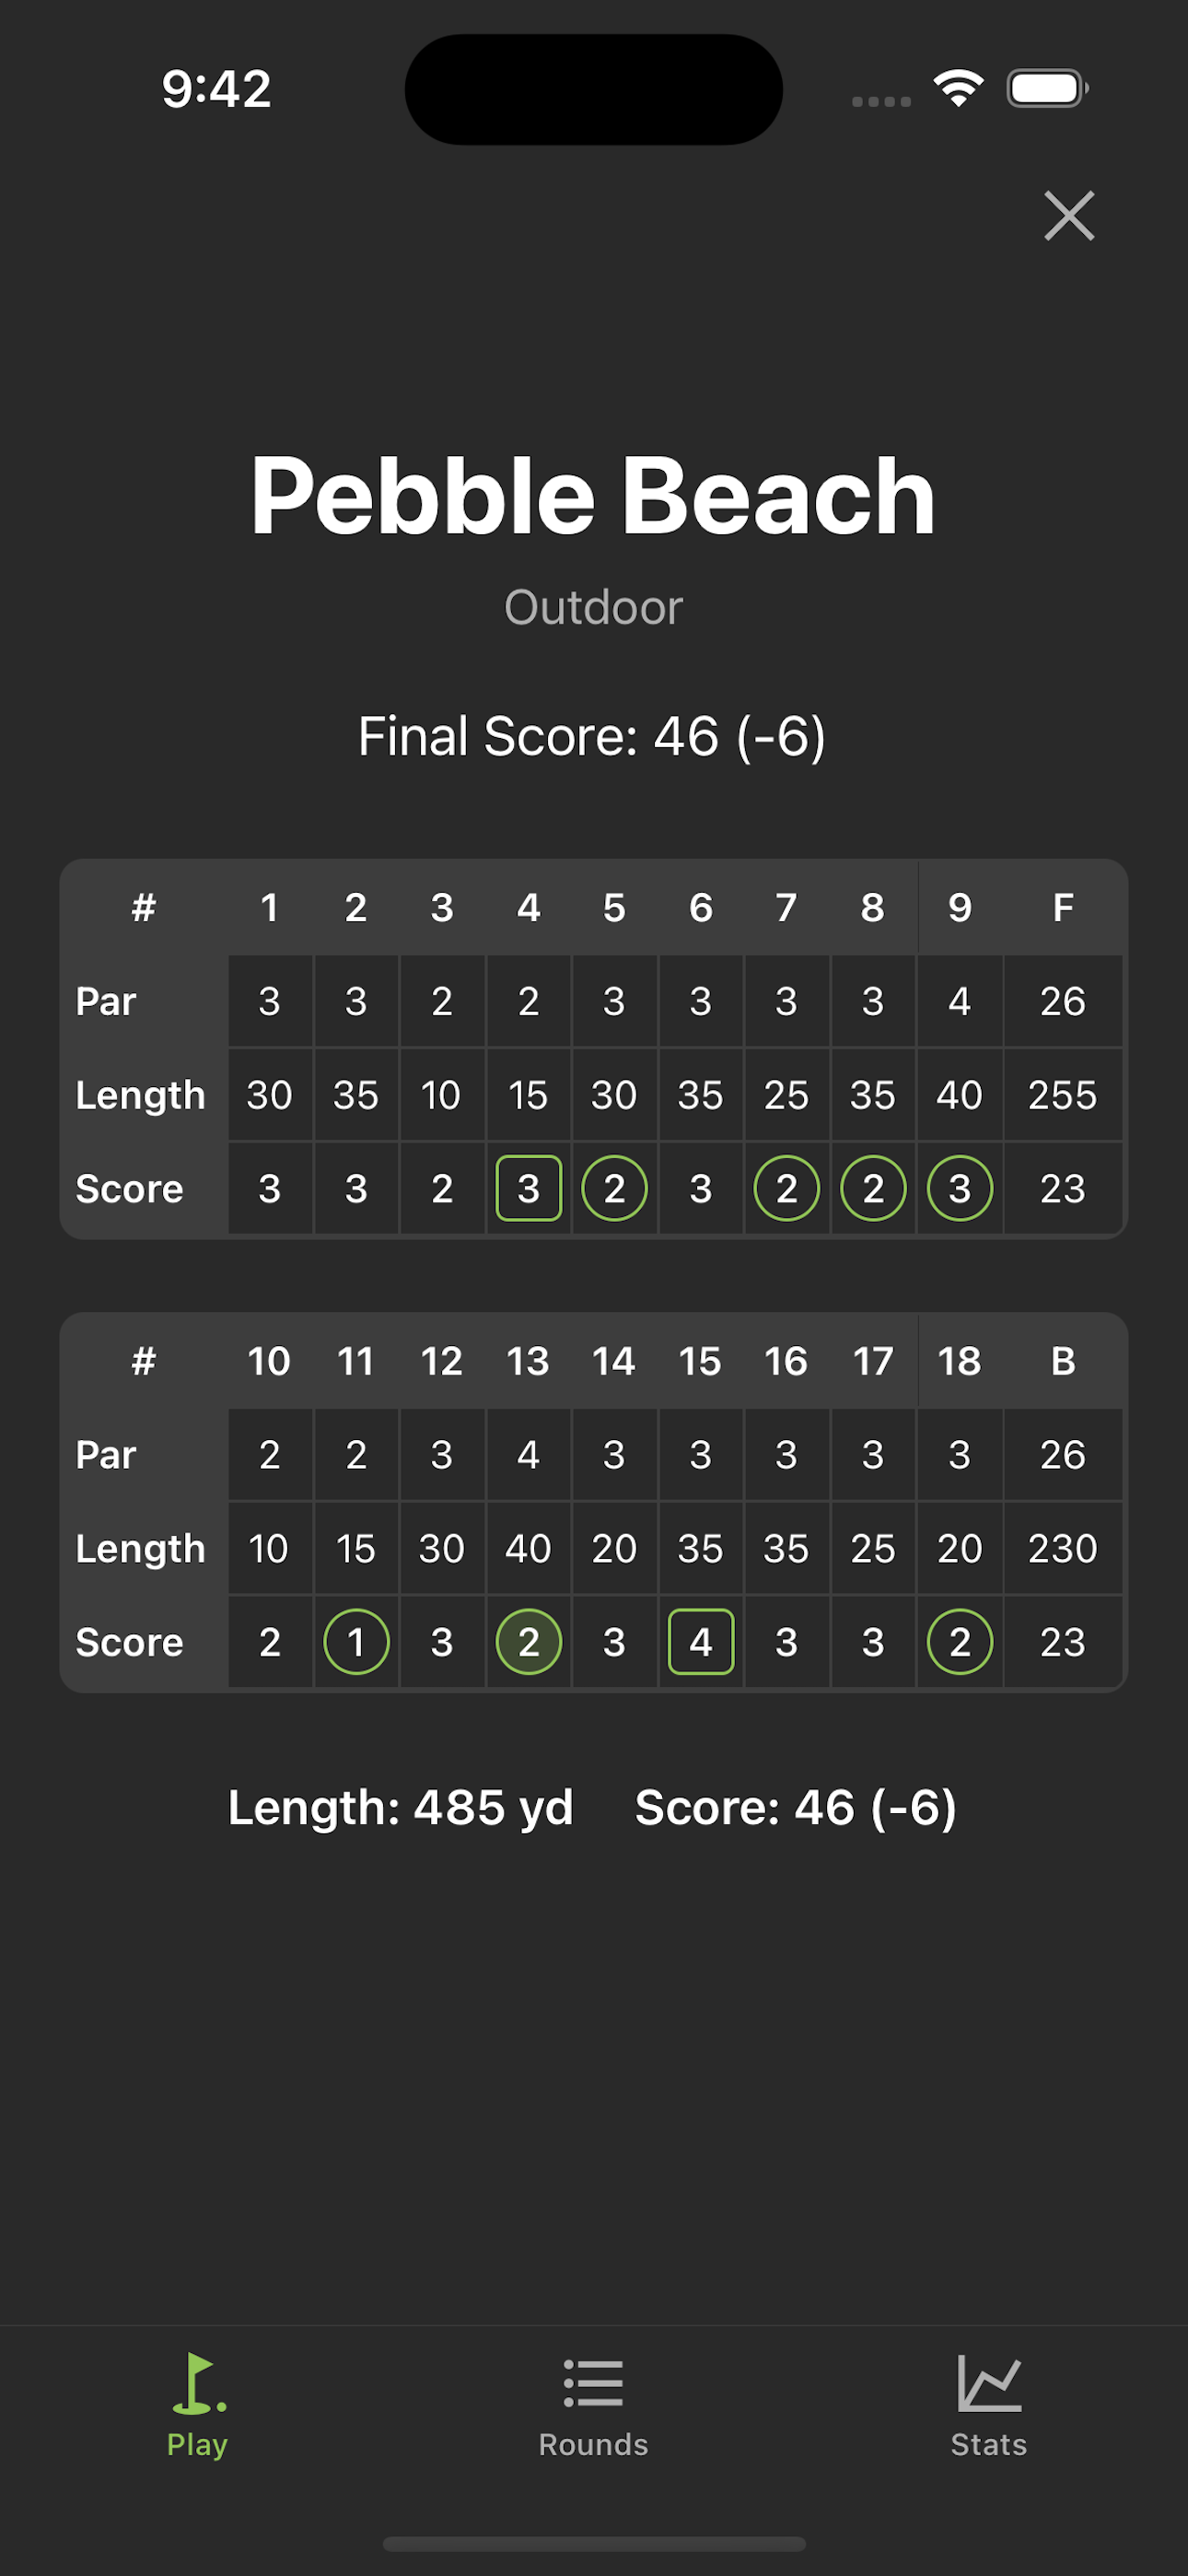 9:42
Pebble Beach
Outdoor
Final Score: 46 (-6)
# 1 2 3 4 5 6 7 8 9 F
Par 3 3 2 2 3 3 3 3 4 26
Length 30 35 10 15 30 35 25 35 40 255
Score 3 3 2 3 2 3 2 2 3 23
# 10 11 12 13 14 15 16 17 18 B
Par 2 2 3 4 3 3 3 3 3 26
Length 10 15 30 40 20 35 35 25 20 230
Score 2 1 3 2 3 4 3 3 2 23
Length: 485 yd Score: 46 (-6)
Play Rounds Stats